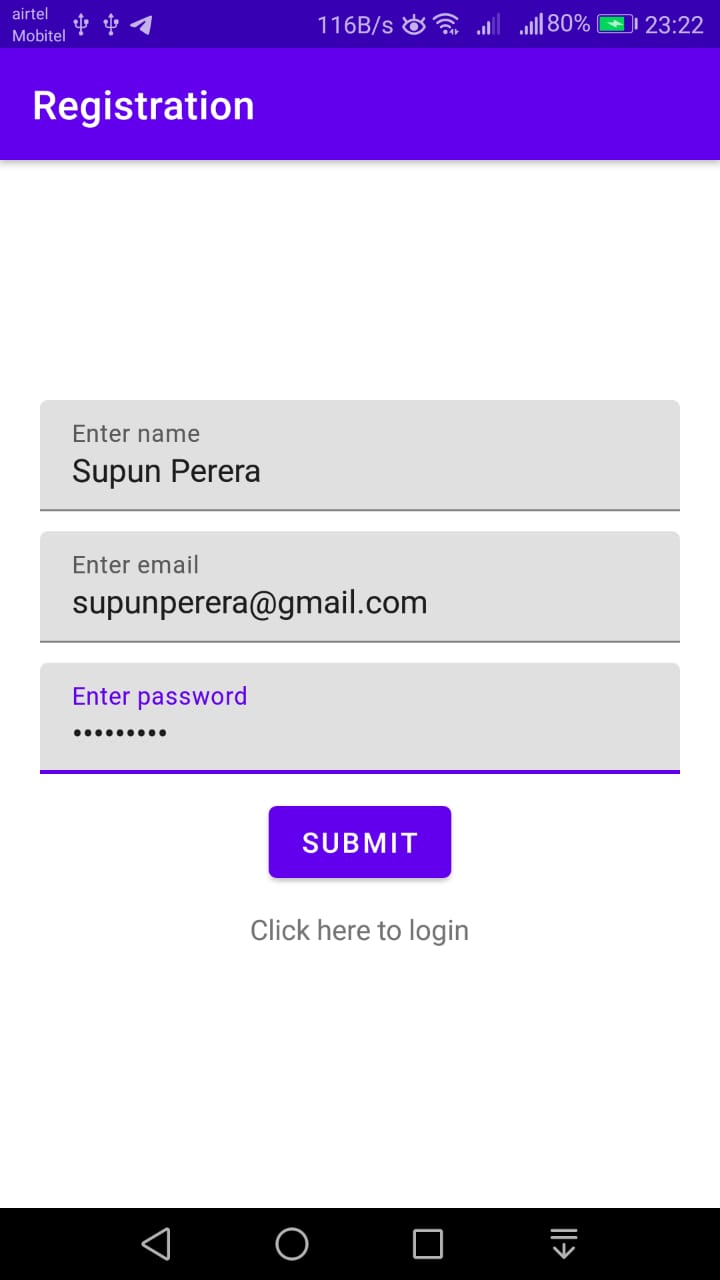 airtel
Mobitel
116B/s 80% 23:22
Registration
Enter name
Supun Perera
Enter email
supunperera@gmail.com
Enter password
•••••••••
SUBMIT
Click here to login